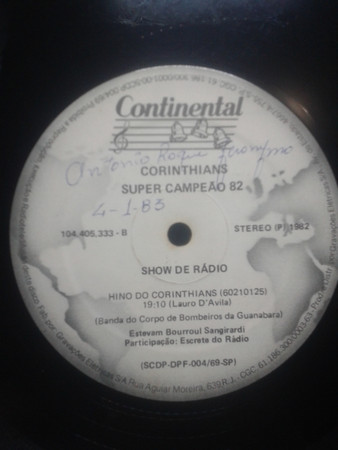 Continental
Antonio Roque
CORINTHIANS
SUPER CAMPEÃO 82
4-1-83
104.405.333 - B
STEREO (P) 1982
SHOW DE RÁDIO
HINO DO CORINTHIANS (60210125)
19:10 (Lauro D'Avila)
(Banda do Corpo de Bombeiros da Guanabara)
Estevam Bourroul Sangirardi
Participação: Escrete do Rádio
(SCDP-DPF-004/69-SP)